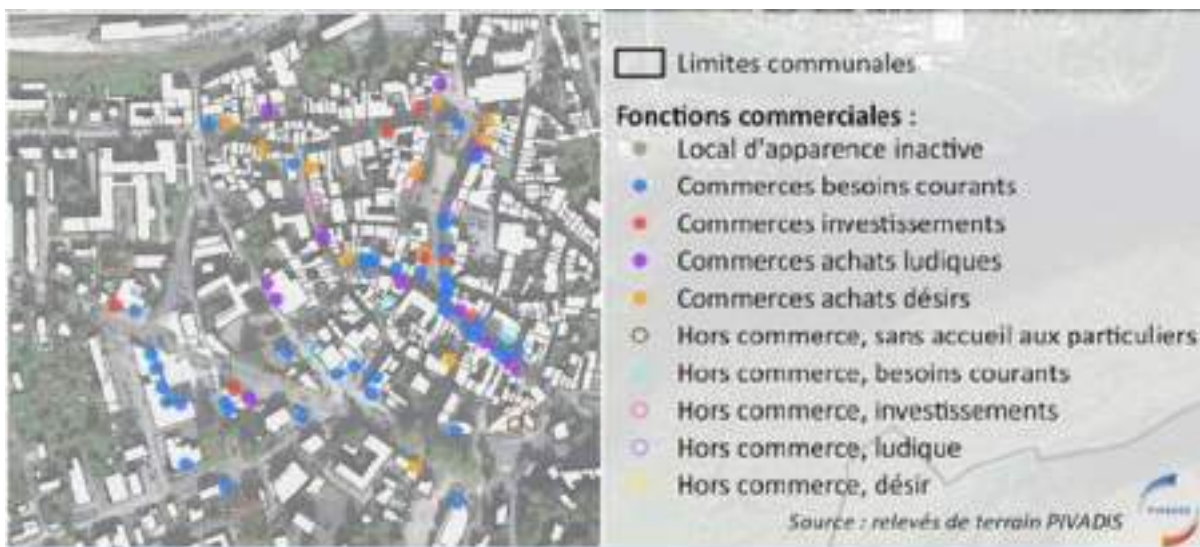 Limites communales
Fonctions commerciales :
Local d'apparence inactive
Commerces besoins courants
Commerces investissements
Commerces achats ludiques
Commerces achats désirs
Hors commerce, sans accueil aux particuliers
Hors commerce, besoins courants
Hors commerce, investissements
Hors commerce, ludique
Hors commerce, désir
Source : relevés de terrain PIVADIS
PIVADIS